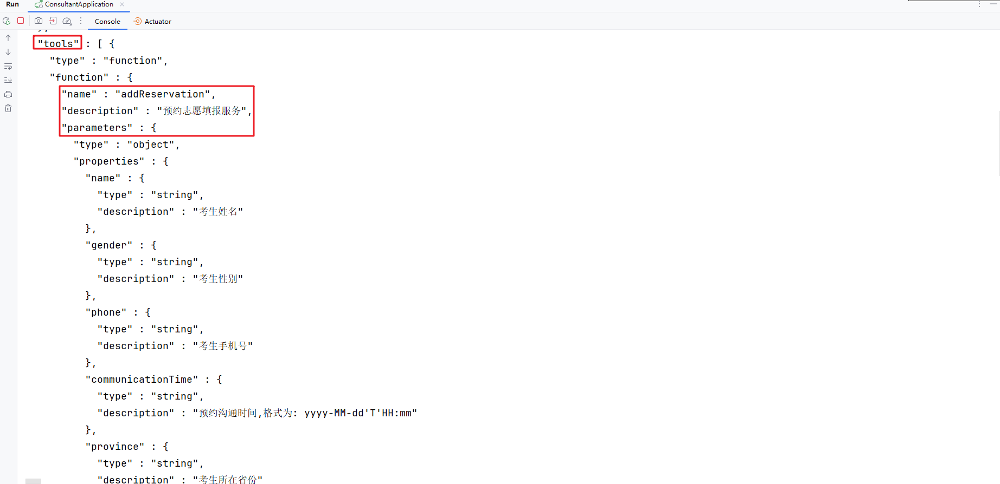 Run
ConsultantApplication
Console
Actuator
"tools" : [ {
"type" : "function",
"function" : {
"name" : "addReservation",
"description" : "预约志愿填报服务",
"parameters" : {
"type" : "object",
"properties" : {
"name" : {
"type" : "string",
"description" : "考生姓名"
},
"gender" : {
"type" : "string",
"description" : "考生性别"
},
"phone" : {
"type" : "string",
"description" : "考生手机号"
},
"communicationTime" : {
"type" : "string",
"description" : "预约沟通时间,格式为: yyyy-MM-dd'T'HH:mm"
},
"province" : {
"type" : "string",
"description" : "考生所在省份"